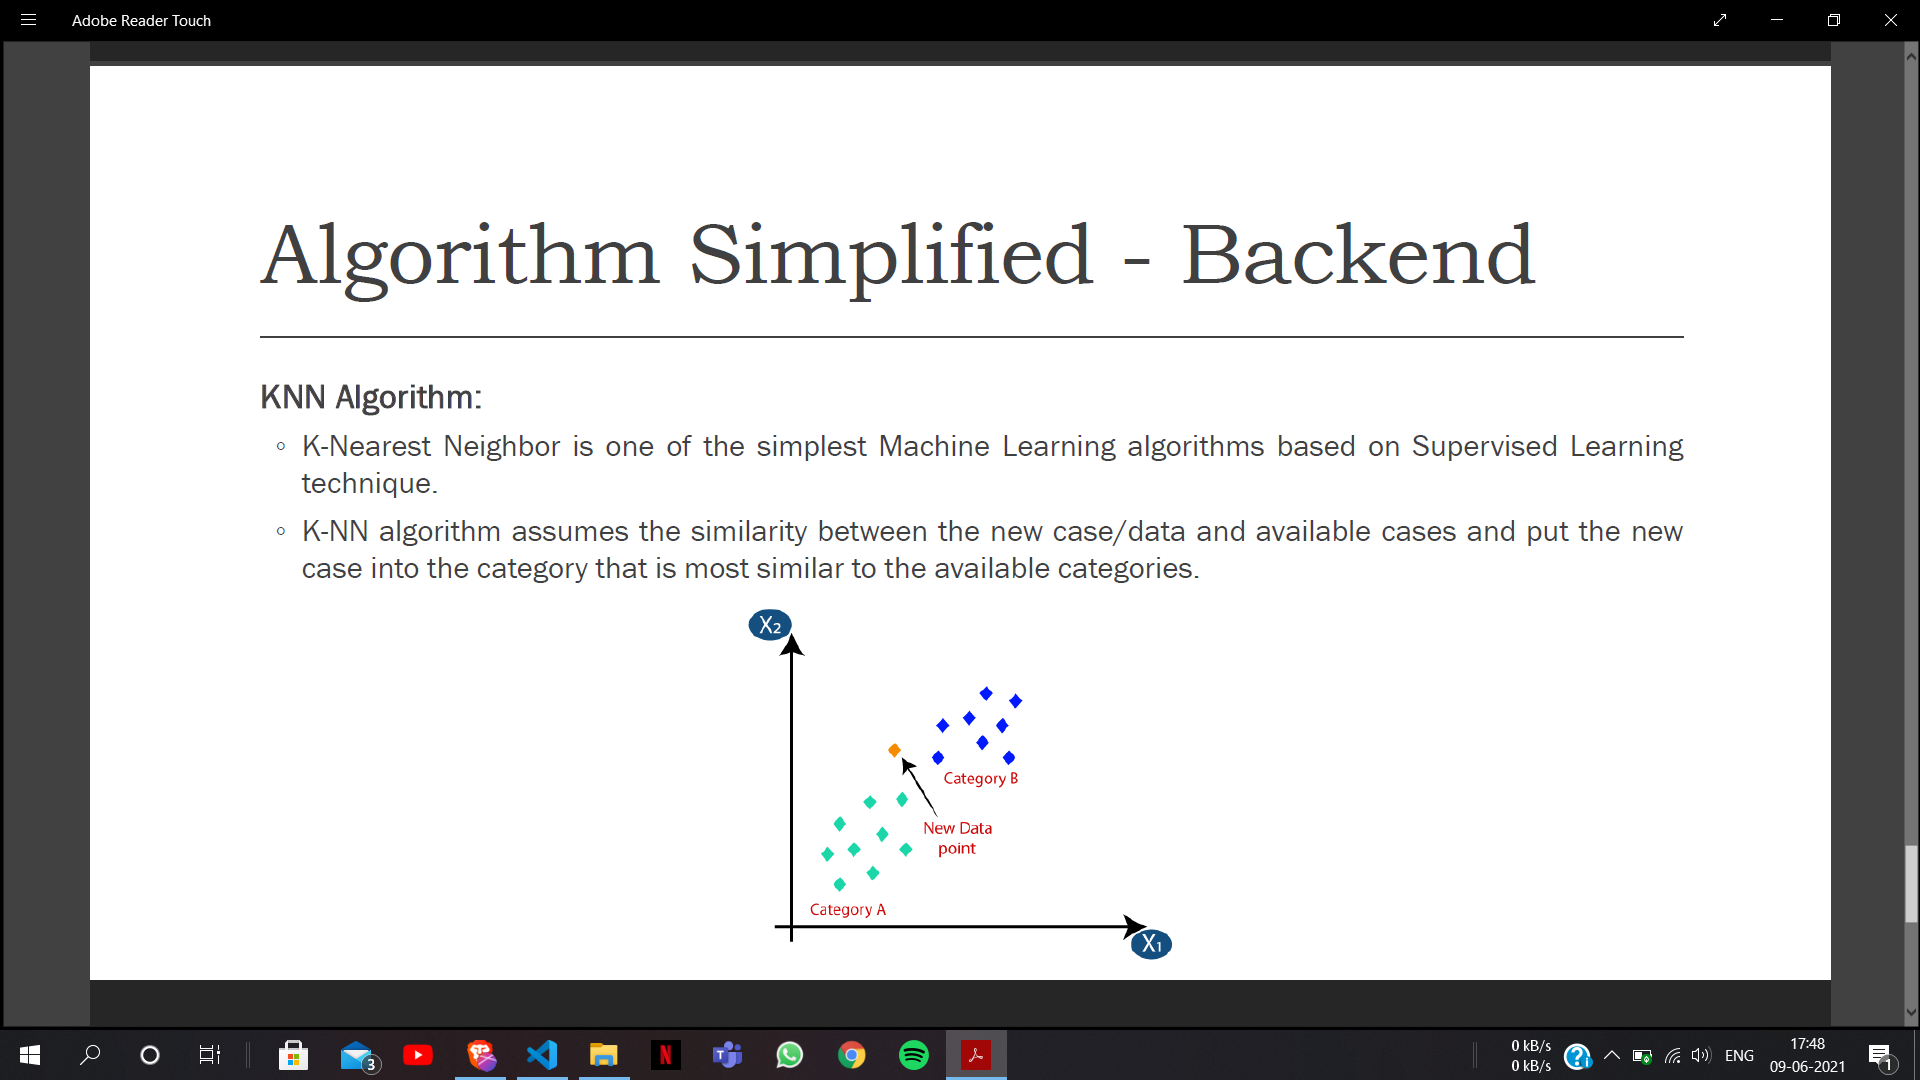 Adobe Reader Touch
Algorithm Simplified - Backend
KNN Algorithm:
◦ K-Nearest Neighbor is one of the simplest Machine Learning algorithms based on Supervised Learning
technique.
◦ K-NN algorithm assumes the similarity between the new case/data and available cases and put the new
case into the category that is most similar to the available categories.
X₂
Category B
New Data
point
Category A
X₁
3
N
T
0 kB/s
0 kB/s
ENG
17:48
09-06-2021
1